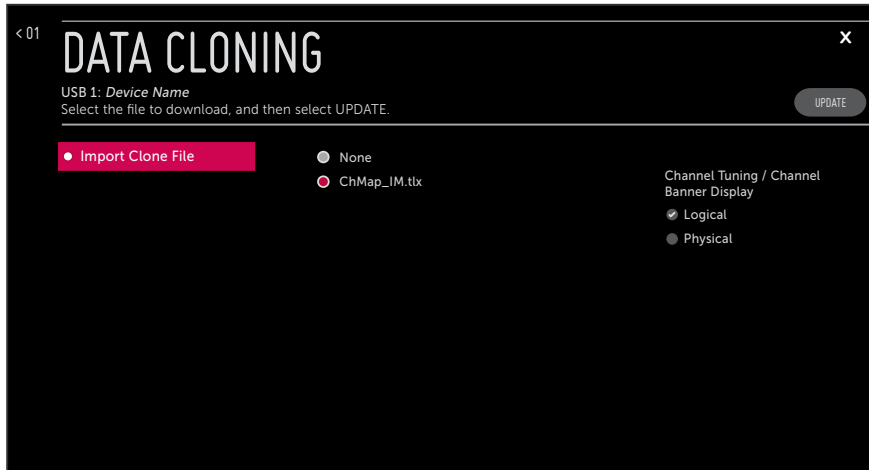 < 01
DATA CLONING
X
USB 1: Device Name
Select the file to download, and then select UPDATE.
UPDATE
Import Clone File
None
ChMap_IM.tlx
Channel Tuning / Channel
Banner Display
Logical
Physical